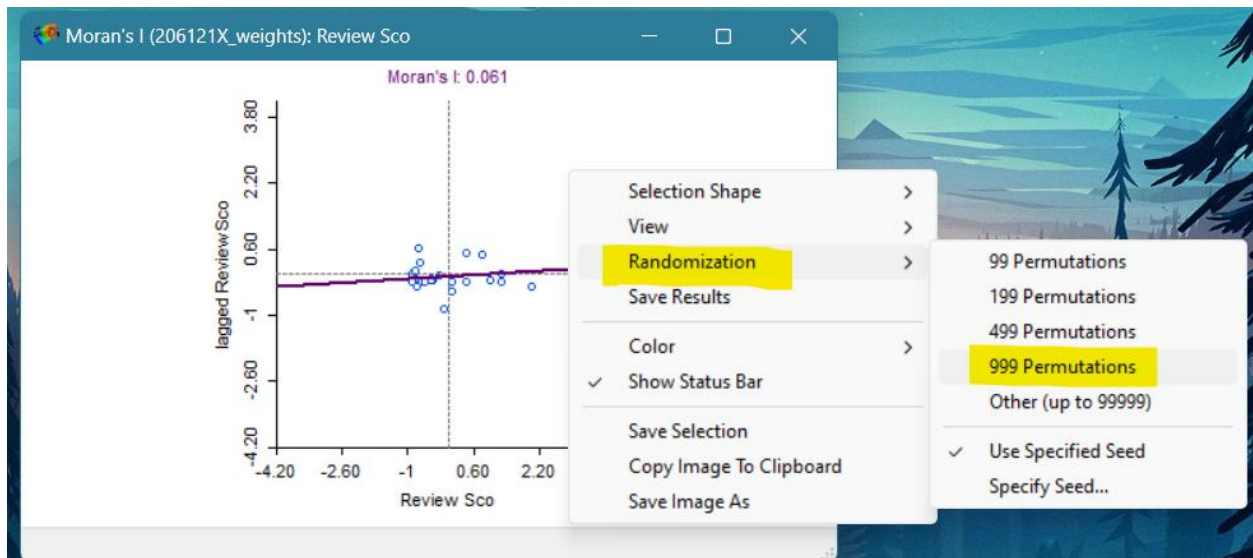 Moran's I (206121X_weights): Review Sco
Moran's I: 0.061
3.80
2.20
0.60
-1
-2.60
-4.20
lagged Review Sco
-4.20 -2.60 -1 0.60 2.20
Review Sco
Selection Shape
View
Randomization
Save Results
Color
Show Status Bar
Save Selection
Copy Image To Clipboard
Save Image As
99 Permutations
199 Permutations
499 Permutations
999 Permutations
Other (up to 99999)
Use Specified Seed
Specify Seed...